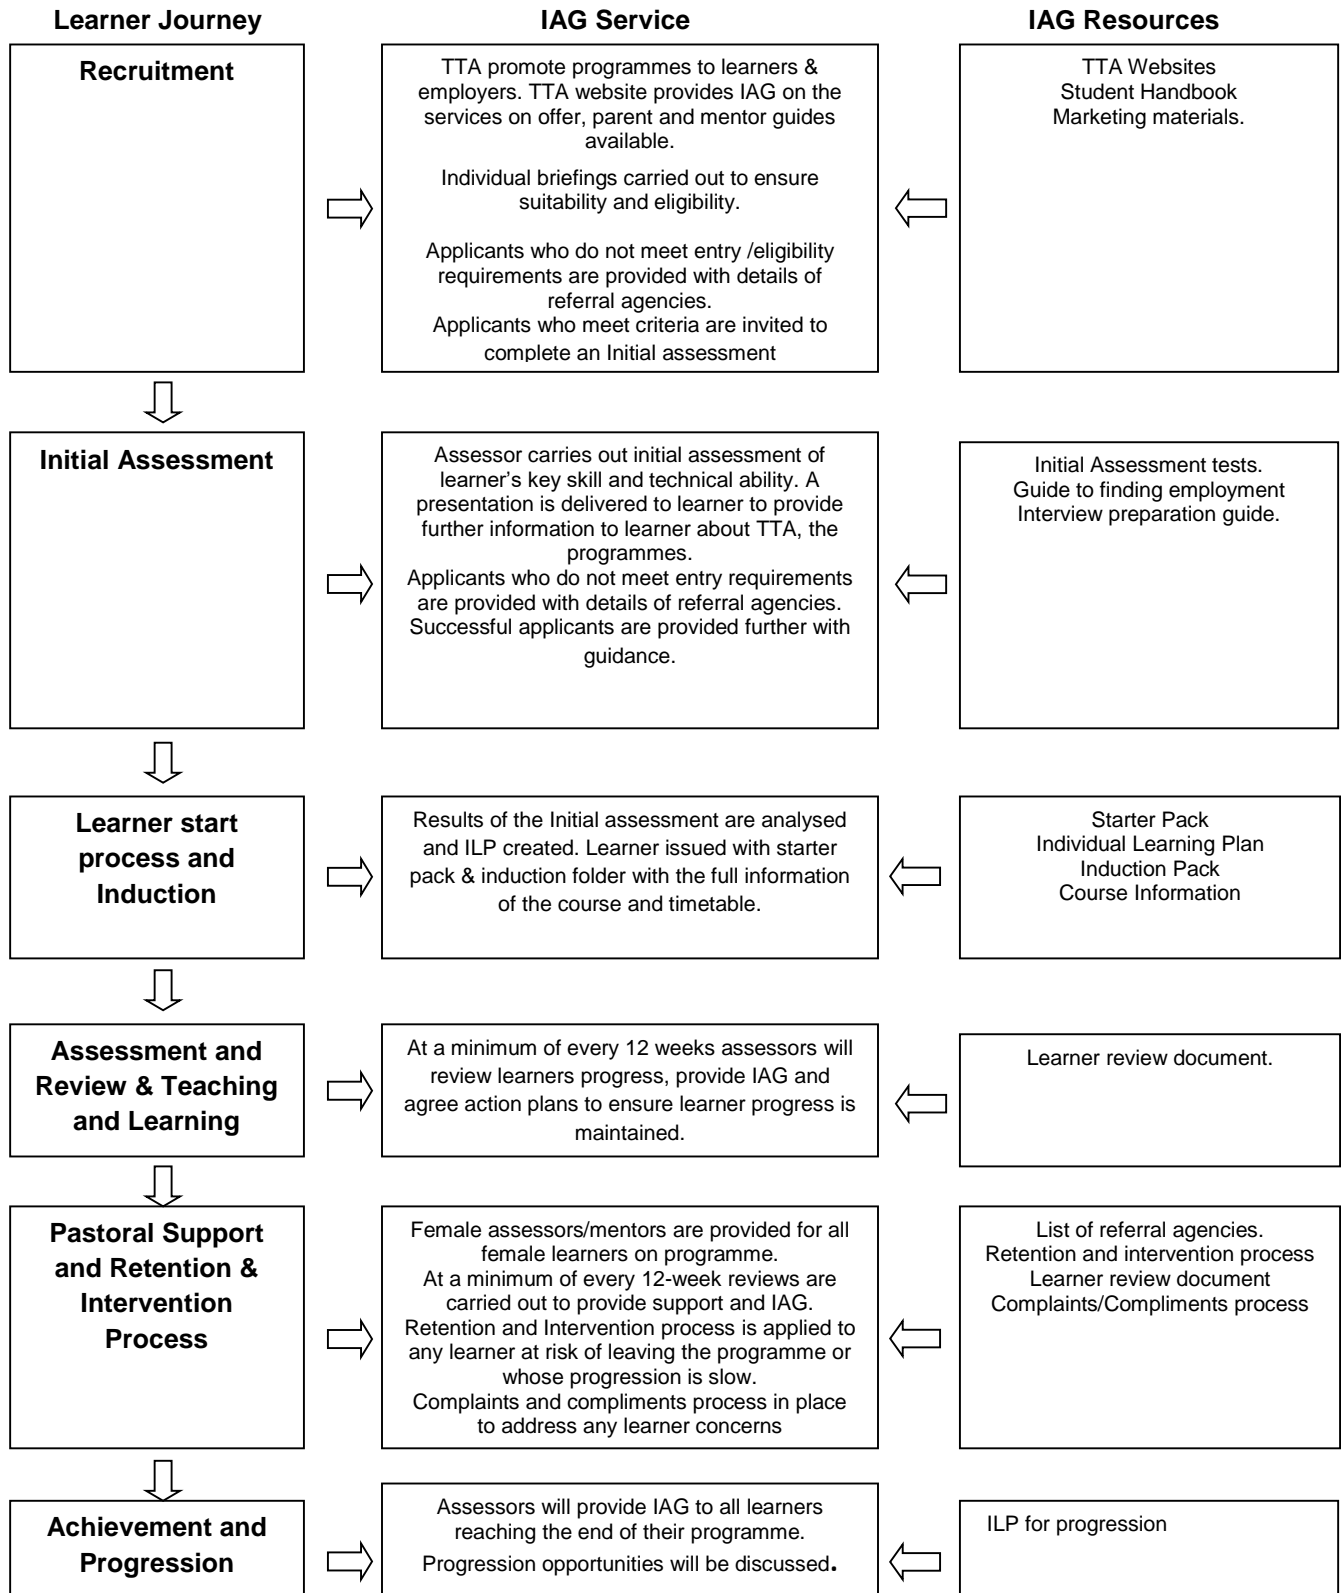 Learner Journey
IAG Service
IAG Resources
Recruitment
TTA promote programmes to learners &
employers. TTA website provides IAG on the
services on offer, parent and mentor guides
available.
Individual briefings carried out to ensure
suitability and eligibility.
Applicants who do not meet entry /eligibility
requirements are provided with details of
referral agencies.
Applicants who meet criteria are invited to
complete an Initial assessment
TTA Websites
Student Handbook
Marketing materials.
Initial Assessment
Assessor carries out initial assessment of
learner’s key skill and technical ability. A
presentation is delivered to learner to provide
further information to learner about TTA, the
programmes.
Applicants who do not meet entry requirements
are provided with details of referral agencies.
Successful applicants are provided further with
guidance.
Initial Assessment tests.
Guide to finding employment
Interview preparation guide.
Learner start
process and
Induction
Results of the Initial assessment are analysed
and ILP created. Learner issued with starter
pack & induction folder with the full information
of the course and timetable.
Starter Pack
Individual Learning Plan
Induction Pack
Course Information
Assessment and
Review & Teaching
and Learning
At a minimum of every 12 weeks assessors will
review learners progress, provide IAG and
agree action plans to ensure learner progress is
maintained.
Learner review document.
Pastoral Support
and Retention &
Intervention
Process
Female assessors/mentors are provided for all
female learners on programme.
At a minimum of every 12-week reviews are
carried out to provide support and IAG.
Retention and Intervention process is applied to
any learner at risk of leaving the programme or
whose progression is slow.
Complaints and compliments process in place
to address any learner concerns
List of referral agencies.
Retention and intervention process
Learner review document
Complaints/Compliments process
Achievement and
Progression
Assessors will provide IAG to all learners
reaching the end of their programme.
Progression opportunities will be discussed.
ILP for progression